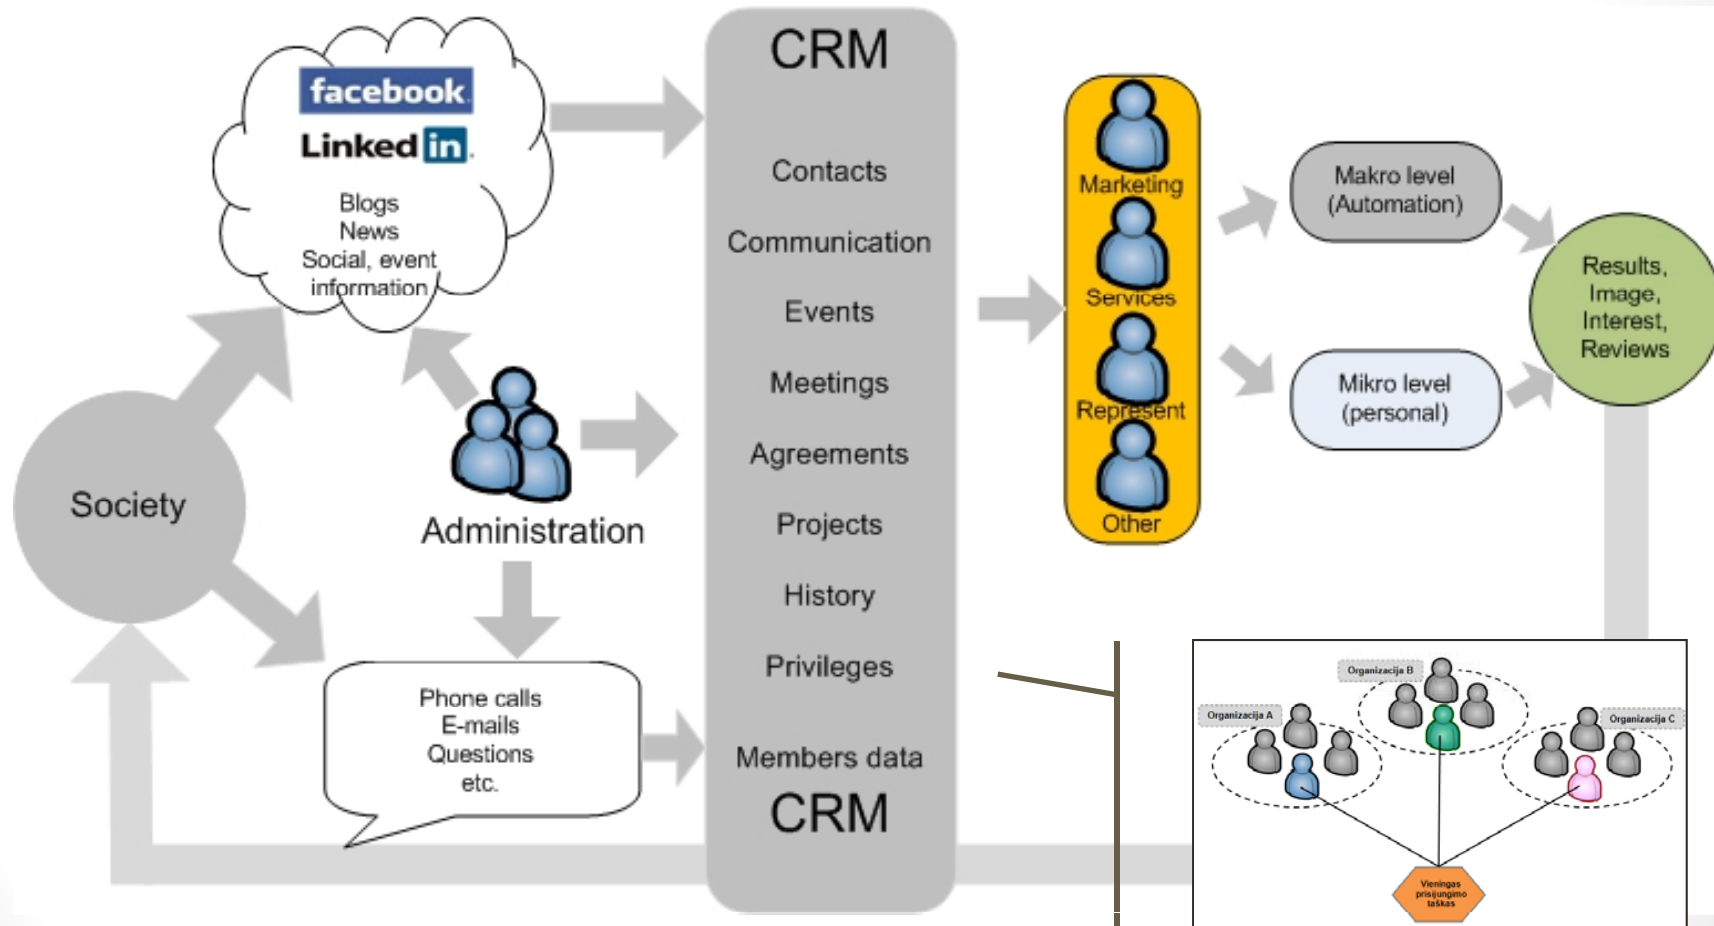 facebook
Linked in
Blogs
News
Social, event
information
Society
Administration
Phone calls
E-mails
Questions
etc.
CRM
Contacts
Communication
Events
Meetings
Agreements
Projects
History
Privileges
Members data
CRM
Marketing
Services
Represent
Other
Makro level
(Automation)
Mikro level
(personal)
Results,
Image,
Interest,
Reviews
Organizacija B
Organizacija A
Organizacija C
Vieningas
prisijungimo
taškas